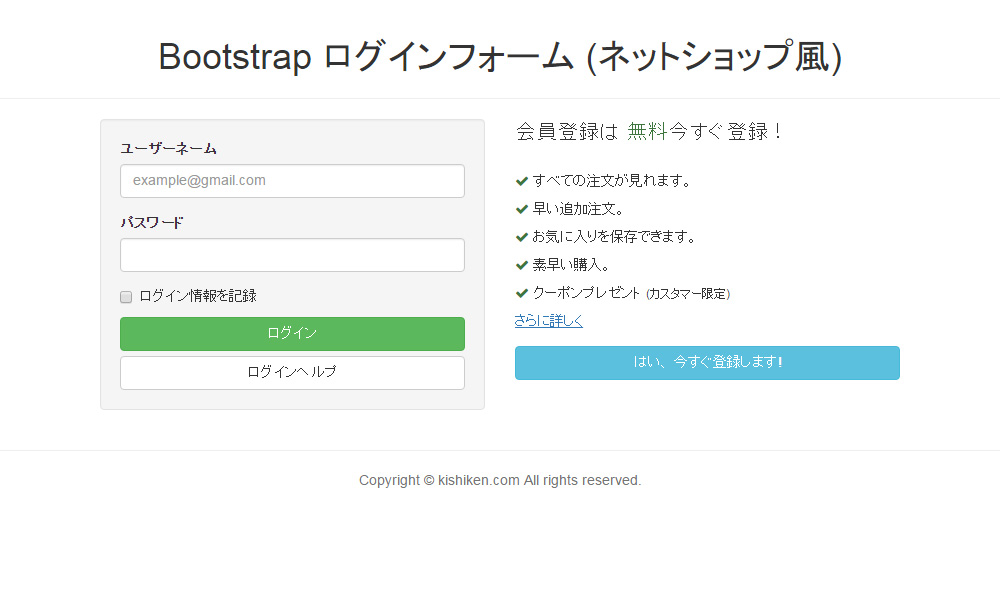 Bootstrap ログインフォーム (ネットショップ風)
ユーザーネーム
example@gmail.com
パスワード
ログイン情報を記録
ログイン
ログインヘルプ
会員登録は 無料今すぐ登録！
すべての注文が見れます。
早い追加注文。
お気に入りを保存できます。
素早い購入。
クーポンプレゼント (カスタマー限定)
さらに詳しく
はい、今すぐ登録します!
Copyright © kishiken.com All rights reserved.